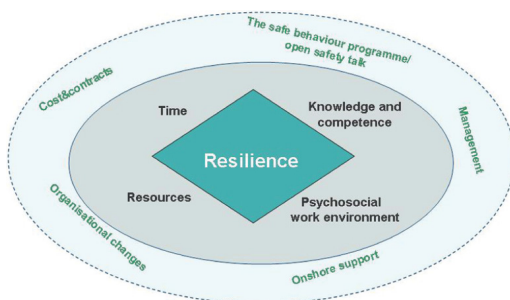 The safe behaviour programme/
open safety talk
Cost&contracts
Time
Knowledge and
competence
Management
Resilience
Resources
Psychosocial
work environment
Organisational changes
Onshore support